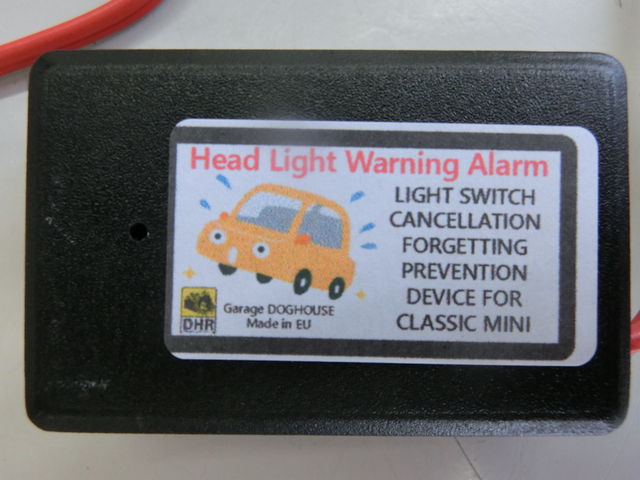 Head Light Warning Alarm
LIGHT SWITCH
CANCELLATION
FORGETTING
PREVENTION
DEVICE FOR
CLASSIC MINI
Garage DOGHOUSE
Made in EU
DHR